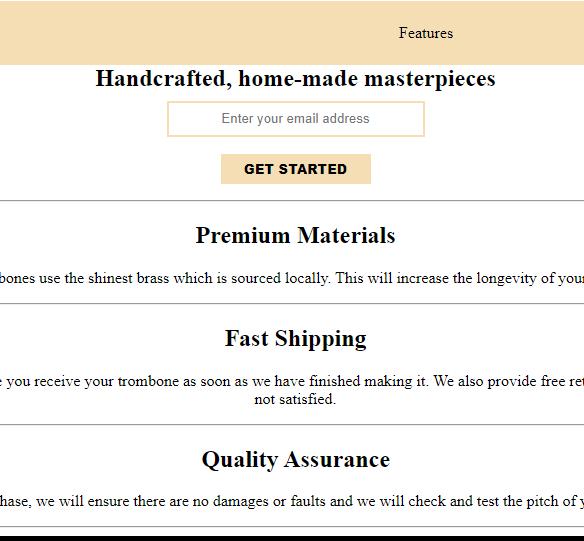 Features
Handcrafted, home-made masterpieces
Enter your email address
GET STARTED
Premium Materials
bones use the shinest brass which is sourced locally. This will increase the longevity of your
Fast Shipping
you receive your trombone as soon as we have finished making it. We also provide free ret
not satisfied.
Quality Assurance
hase, we will ensure there are no damages or faults and we will check and test the pitch of